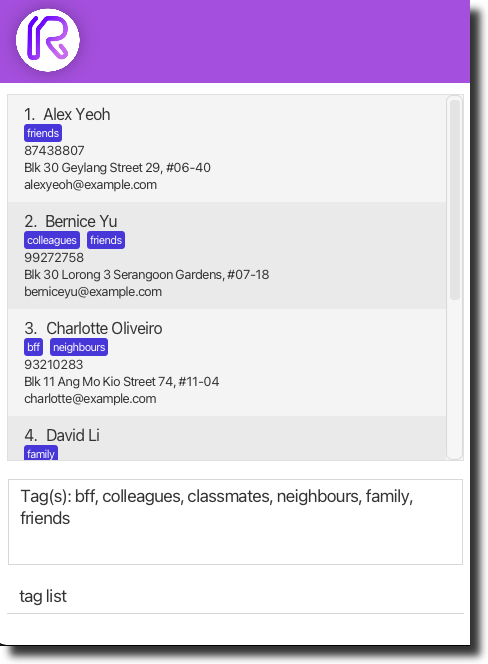 1. Alex Yeoh
friends
87438807
Blk 30 Geylang Street 29, #06-40
alexyeoh@example.com
2. Bernice Yu
colleagues friends
99272758
Blk 30 Lorong 3 Serangoon Gardens, #07-18
berniceyu@example.com
3. Charlotte Oliveiro
bff neighbours
93210283
Blk 11 Ang Mo Kio Street 74, #11-04
charlotte@example.com
4. David Li
family
Tag(s): bff, colleagues, classmates, neighbours, family,
friends
tag list